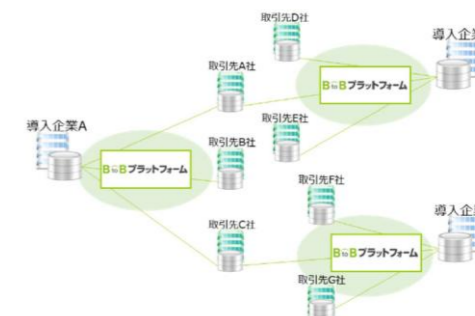 取引先D社
導入企業
取引先A社
BtoBプラットフォーム
導入企業A
取引先B社
取引先E社
BtoBプラットフォーム
取引先F社
取引先C社
導入企
BtoBプラットフォーム
取引先G社